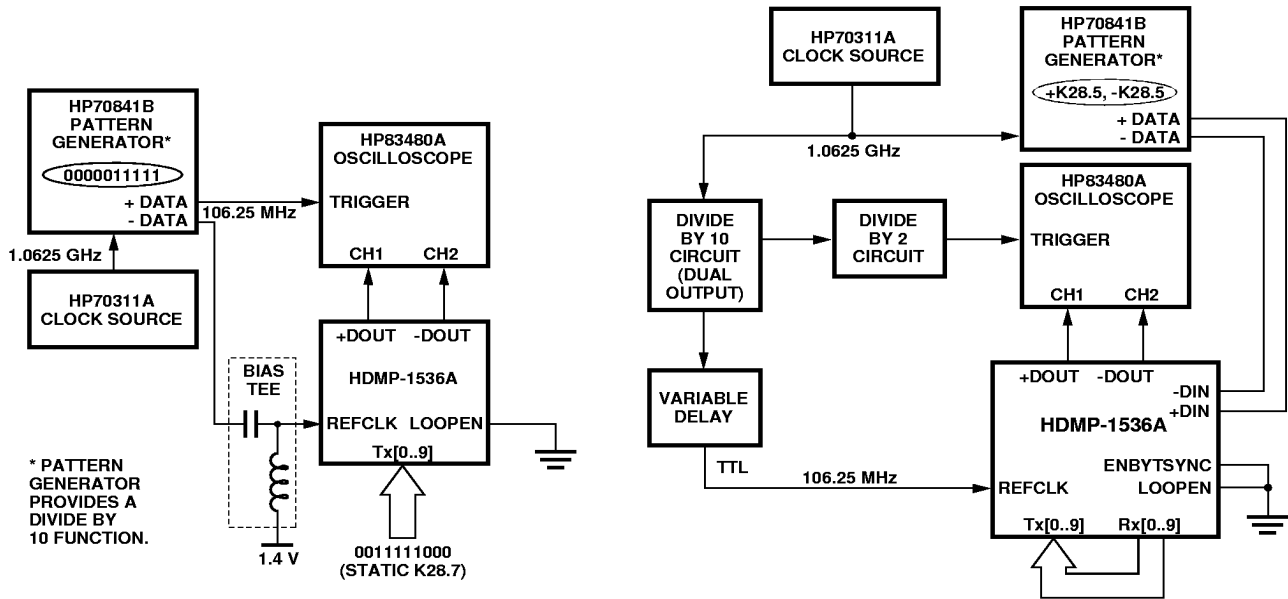 HP70841B
PATTERN
GENERATOR*
0000011111
+ DATA
- DATA
106.25 MHz
1.0625 GHz
HP70311A
CLOCK SOURCE
HP83480A
OSCILLOSCOPE
TRIGGER
CH1 CH2
+DOUT -DOUT
HDMP-1536A
REFCLK LOOPEN
Tx[0..9]
BIAS
TEE
1.4 V
0011111000
(STATIC K28.7)
* PATTERN
GENERATOR
PROVIDES A
DIVIDE BY
10 FUNCTION.
HP70311A
CLOCK SOURCE
1.0625 GHz
HP70841B
PATTERN
GENERATOR*
+K28.5, -K28.5
+ DATA
- DATA
DIVIDE
BY 10
CIRCUIT
(DUAL
OUTPUT)
DIVIDE
BY 2
CIRCUIT
HP83480A
OSCILLOSCOPE
TRIGGER
CH1 CH2
VARIABLE
DELAY
TTL
106.25 MHz
+DOUT -DOUT
-DIN
+DIN
HDMP-1536A
ENBYTSYNC
REFCLK LOOPEN
Tx[0..9] Rx[0..9]